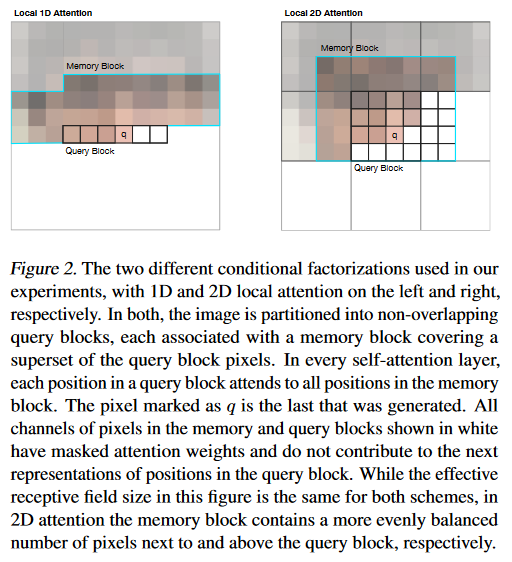 Local 1D Attention
Local 2D Attention
Memory Block
q
Query Block
Memory Block
q
Query Block
Figure 2. The two different conditional factorizations used in our
experiments, with 1D and 2D local attention on the left and right,
respectively. In both, the image is partitioned into non-overlapping
query blocks, each associated with a memory block covering a
superset of the query block pixels. In every self-attention layer,
each position in a query block attends to all positions in the memory
block. The pixel marked as q is the last that was generated. All
channels of pixels in the memory and query blocks shown in white
have masked attention weights and do not contribute to the next
representations of positions in the query block. While the effective
receptive field size in this figure is the same for both schemes, in
2D attention the memory block contains a more evenly balanced
number of pixels next to and above the query block, respectively.